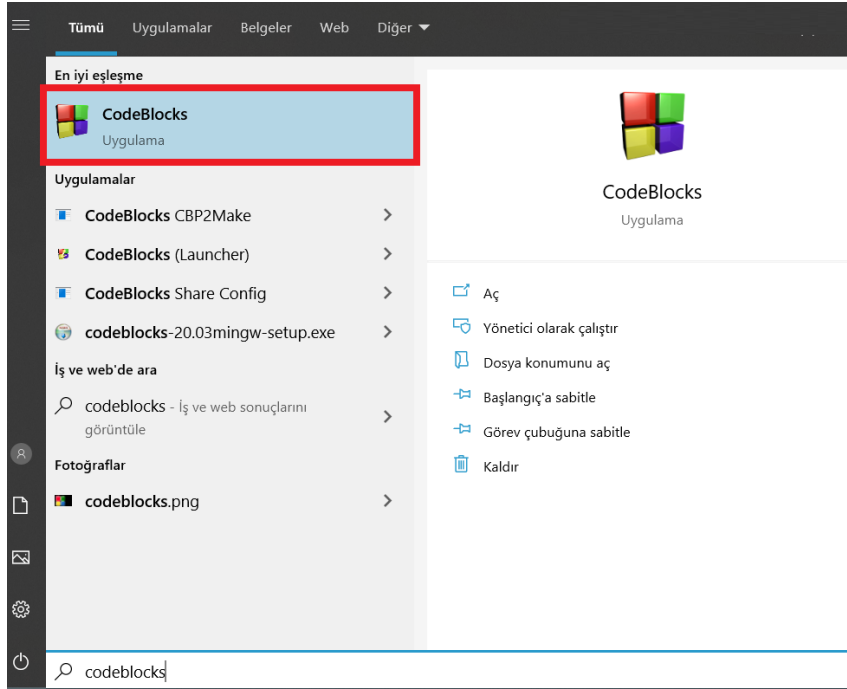 Tümü Uygulamalar Belgeler Web Diğer
En iyi eşleşme
CodeBlocks
Uygulama
Uygulamalar
CodeBlocks CBP2Make
CodeBlocks (Launcher)
CodeBlocks Share Config
codeblocks-20.03mingw-setup.exe
İş ve web'de ara
codeblocks - İş ve web sonuçlarını
görüntüle
Fotoğraflar
codeblocks.png
codeblocks
CodeBlocks
Uygulama
Aç
Yönetici olarak çalıştır
Dosya konumunu aç
Başlangıç'a sabitle
Görev çubuğuna sabitle
Kaldır